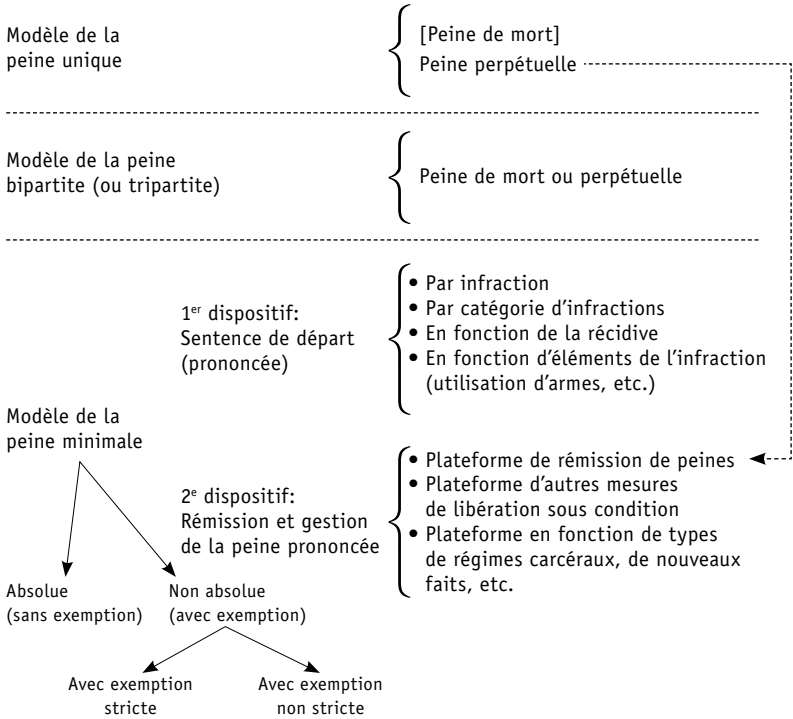 Modèle de la
peine unique
[Peine de mort]
Peine perpétuelle
Modèle de la peine
bipartite (ou tripartite)
Peine de mort ou perpétuelle
1er dispositif:
Sentence de départ
(prononcée)
• Par infraction
• Par catégorie d'infractions
• En fonction de la récidive
• En fonction d'éléments de l'infraction
(utilisation d'armes, etc.)
Modèle de la
peine minimale
2e dispositif:
Rémission et gestion
de la peine prononcée
• Plateforme de rémission de peines
• Plateforme d'autres mesures
de libération sous condition
• Plateforme en fonction de types
de régimes carcéraux, de nouveaux
faits, etc.
Absolue
(sans exemption)
Non absolue
(avec exemption)
Avec exemption
stricte
Avec exemption
non stricte